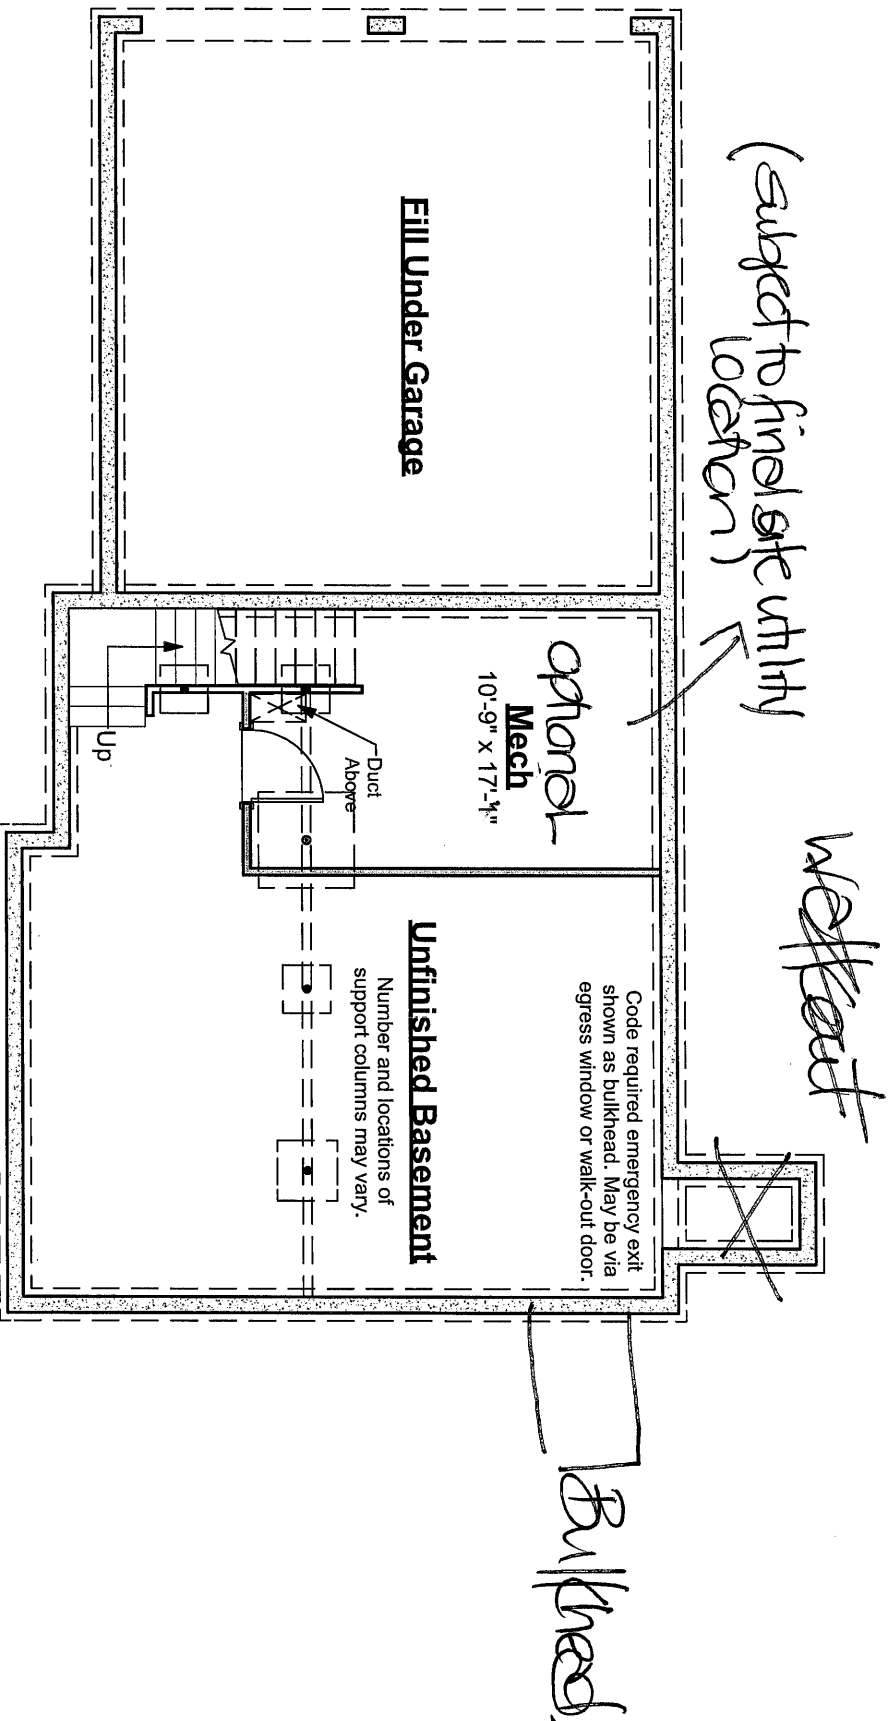 (subject to final site utility
location)
Walkout
Fill Under Garage
optional
Mech
10'-9" x 17'-1"
Duct
Above
Up
Code required emergency exit
shown as bulkhead. May be via
egress window or walk-out door.
Unfinished Basement
Number and locations of
support columns may vary.
Bulkhead